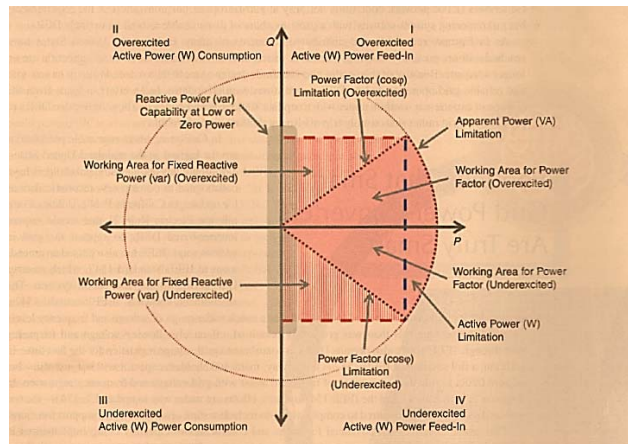 II
Overexcited
Active Power (W) Consumption
Q
I
Overexcited
Active (W) Power Feed-In
Power Factor (cosφ)
Limitation (Overexcited)
Reactive Power (var)
Capability at Low or
Zero Power
Apparent Power (VA)
Limitation
Working Area for Fixed Reactive
Power (var) (Overexcited)
Working Area for Power
Factor (Overexcited)
P
Working Area for Fixed Reactive
Power (var) (Underexcited)
Working Area for Power
Factor (Underexcited)
Active Power (W)
Limitation
Power Factor (cosφ)
Limitation
(Underexcited)
III
Underexcited
Active (W) Power Consumption
IV
Underexcited
Active (W) Power Feed-In